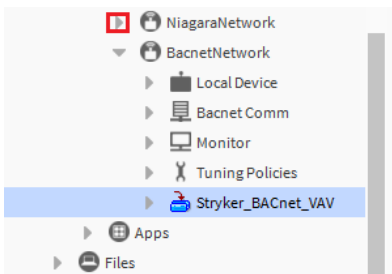 NiagaraNetwork
BacnetNetwork
Local Device
Bacnet Comm
Monitor
Tuning Policies
Stryker_BACnet_VAV
Apps
Files